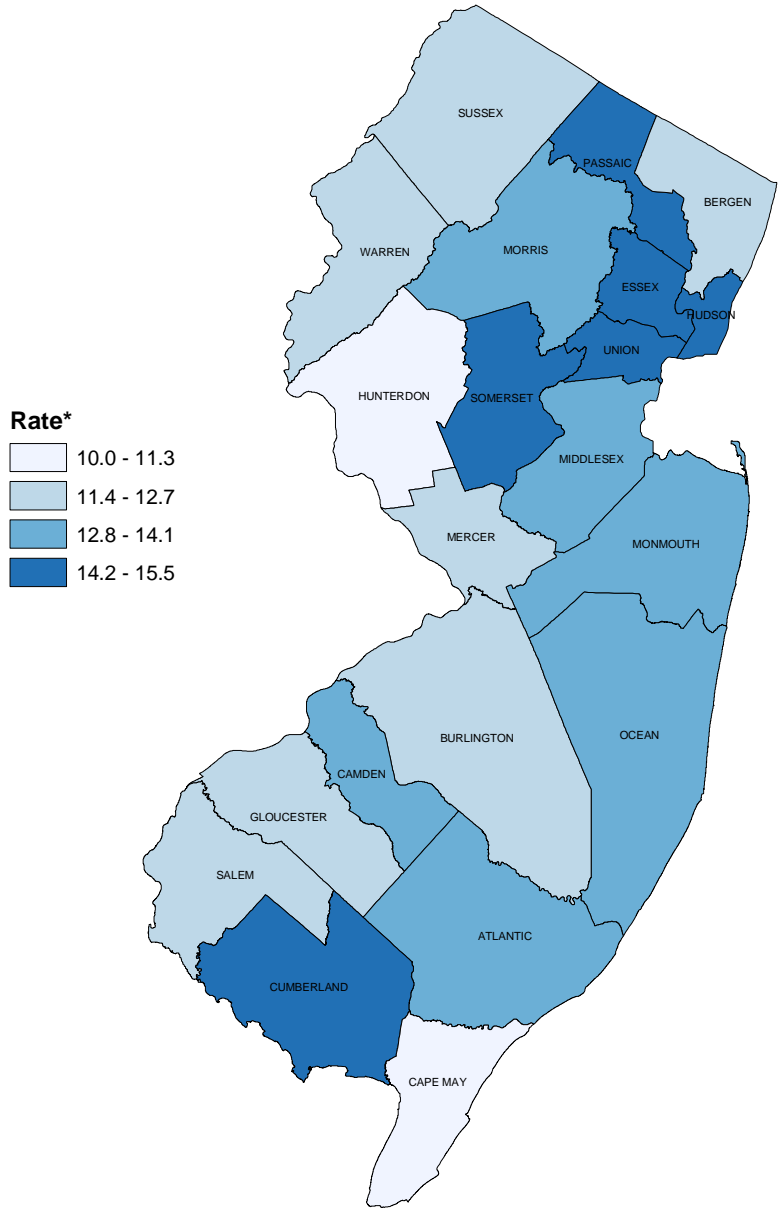 SUSSEX
PASSAIC
BERGEN
WARREN
MORRIS
ESSEX
HUDSON
UNION
HUNTERDON
SOMERSET
Rate*
10.0 - 11.3
11.4 - 12.7
12.8 - 14.1
14.2 - 15.5
MIDDLESEX
MERCER
MONMOUTH
OCEAN
BURLINGTON
CAMDEN
GLOUCESTER
SALEM
ATLANTIC
CUMBERLAND
CAPE MAY